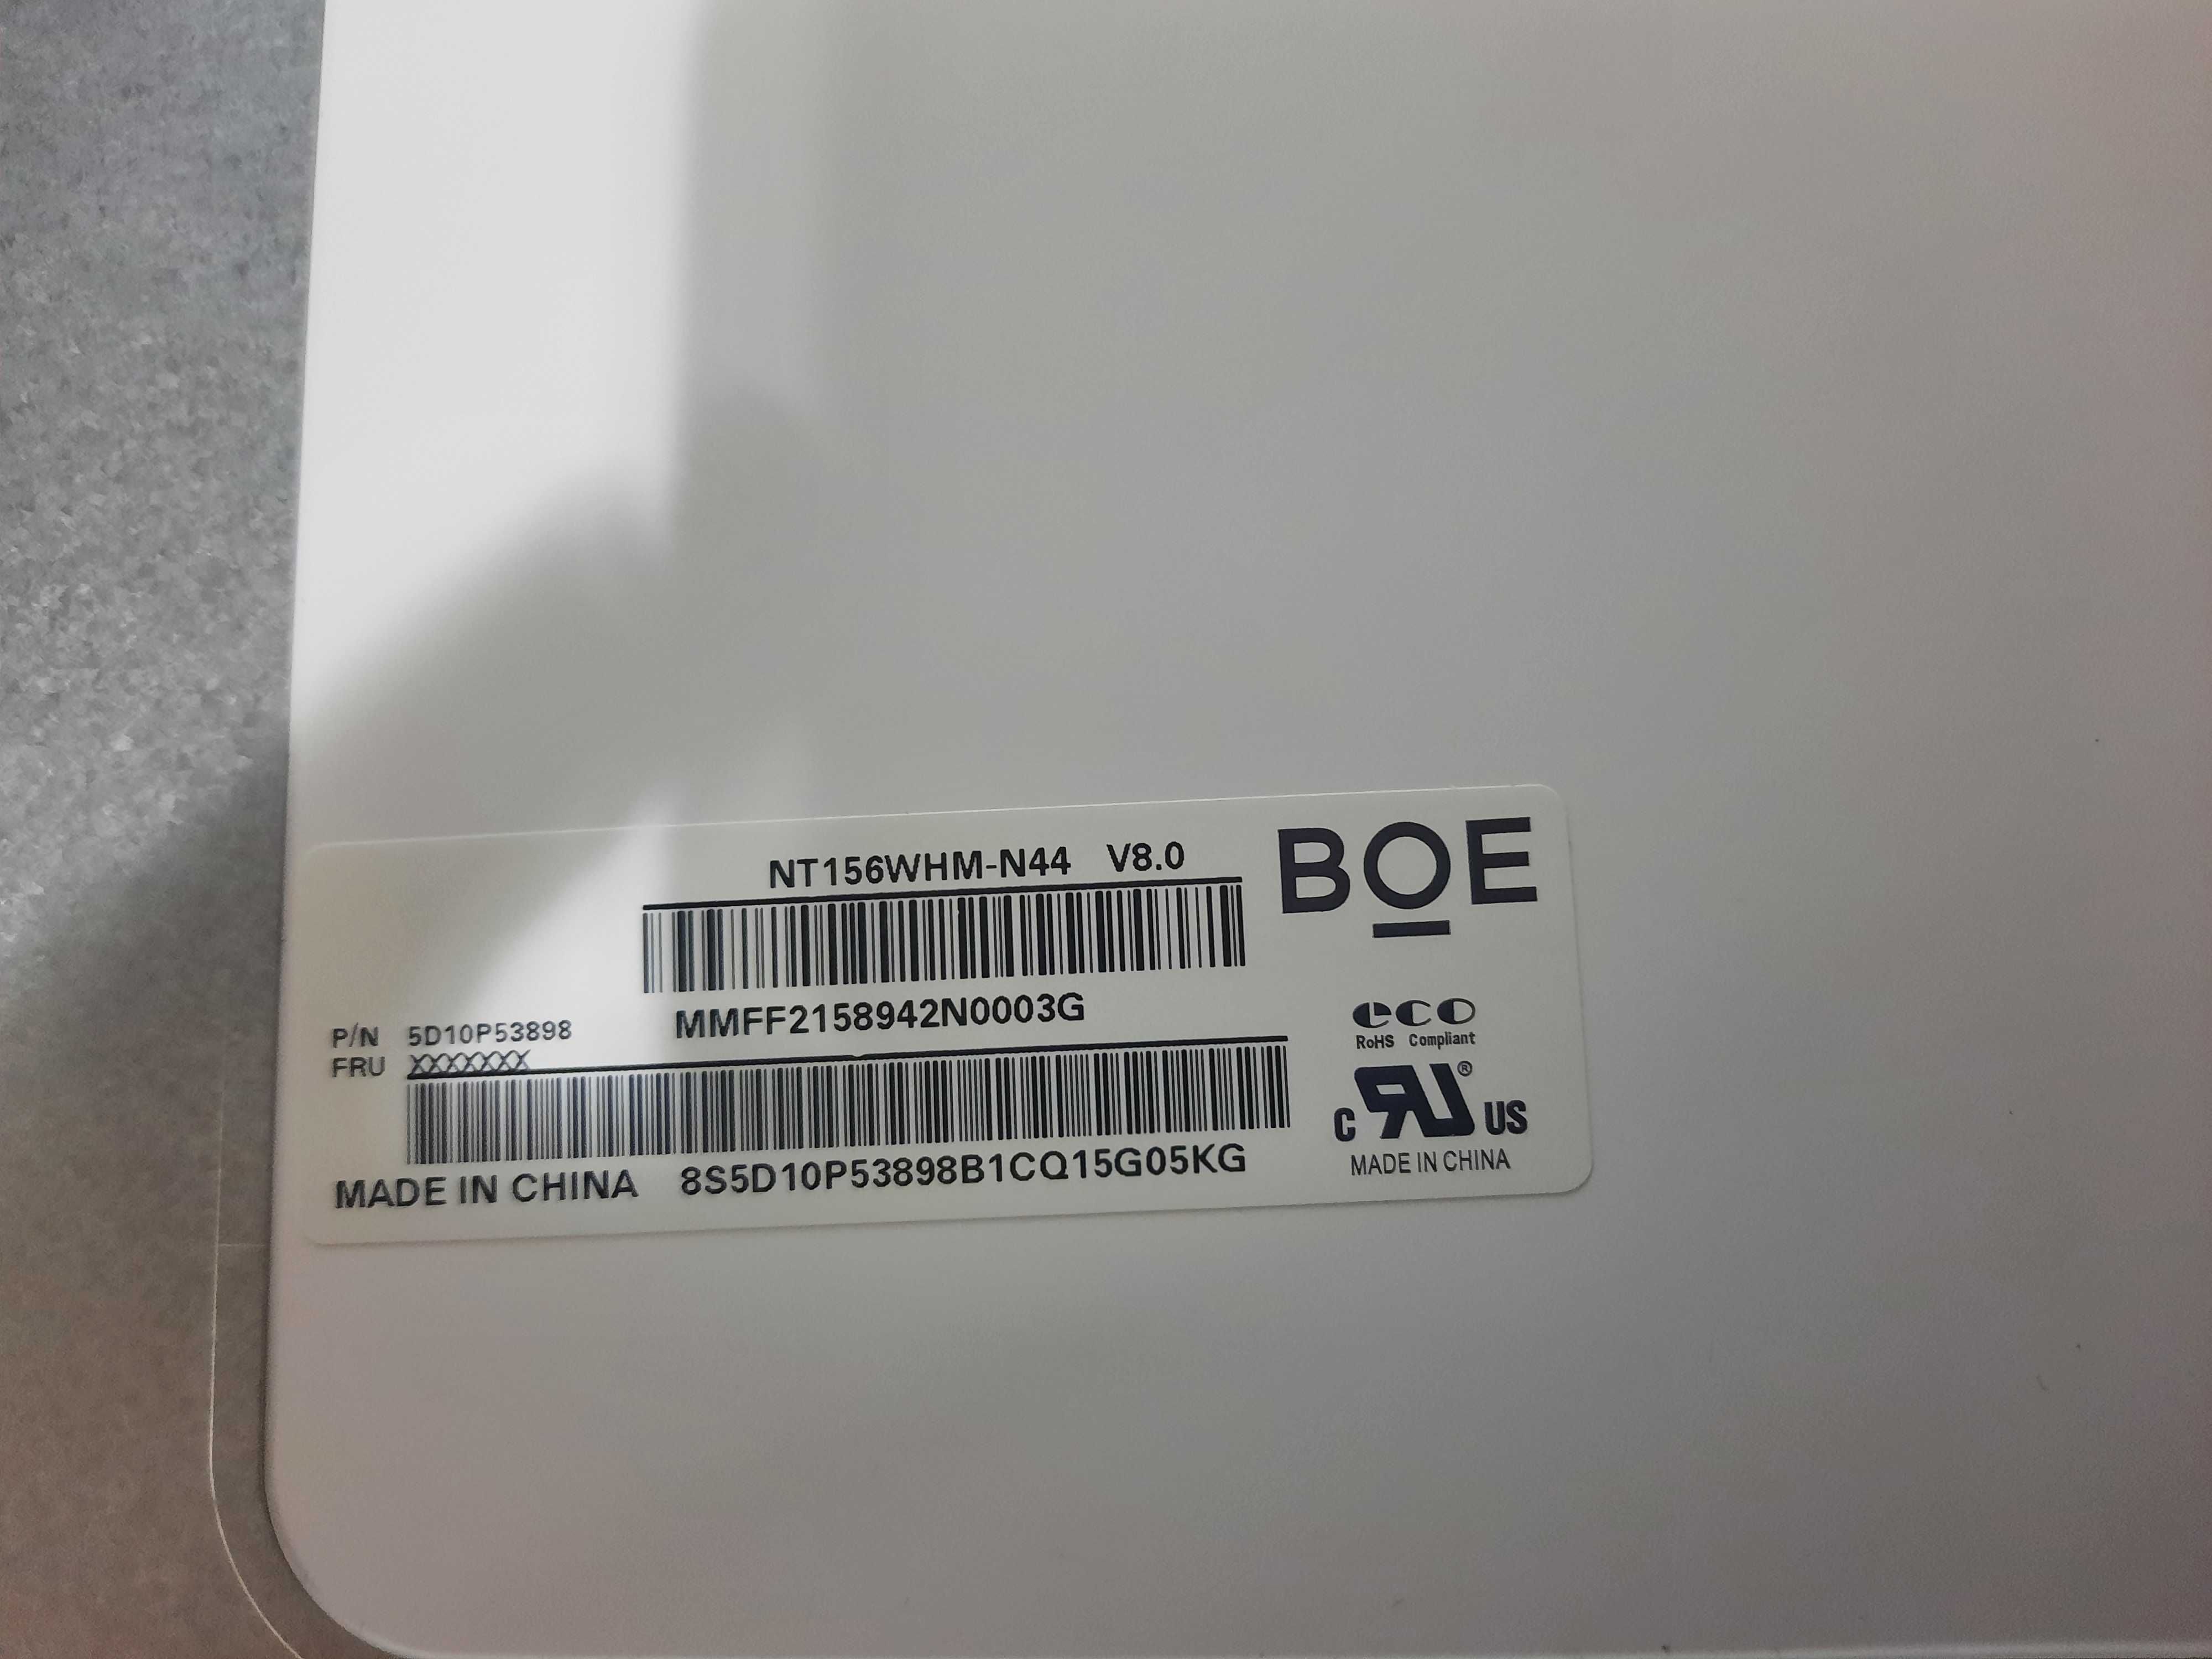 NT156WHM-N44 V8.0
BOE
MMFF2158942N0003G
P/N 5D10P53898
FRU XXXXXXX
eco
RoHS Compliant
c RU ® US
MADE IN CHINA
MADE IN CHINA 8S5D10P53898B1CQ15G05KG